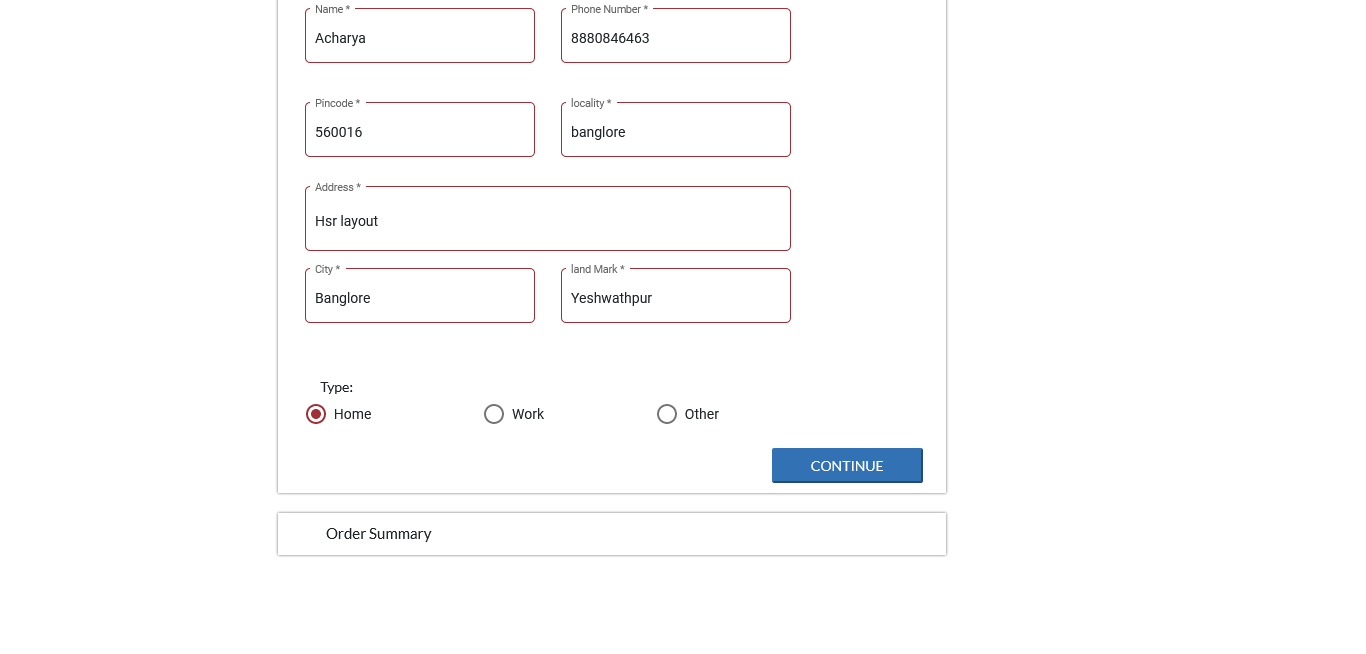 Name * Phone Number *
Acharya 8880846463
Pincode * locality *
560016 banglore
Address *
Hsr layout
City * land Mark *
Banglore Yeshwathpur
Type:
Home Work Other
CONTINUE
Order Summary